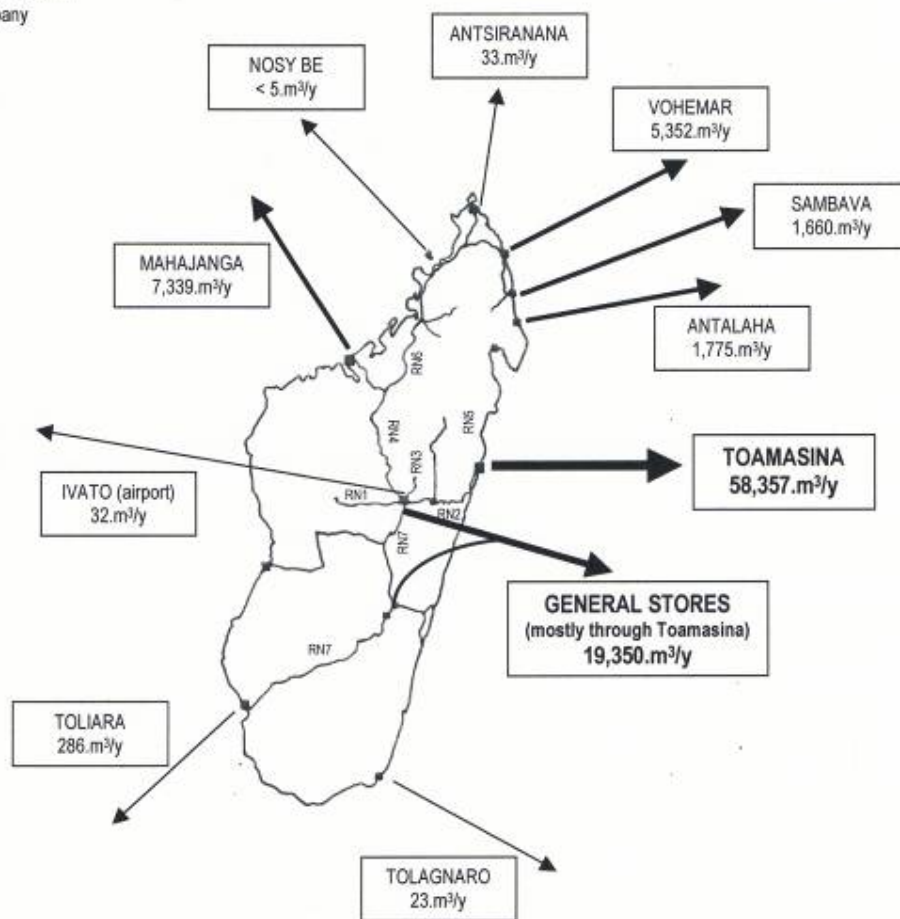 ANTSIRANANA
33.m³/y
NOSY BE
< 5.m³/y
VOHEMAR
5,352.m³/y
SAMBAVA
1,660.m³/y
MAHAJANGA
7,339.m³/y
ANTALAHA
1,775.m³/y
RN6
RN5
RN4
RN3
TOAMASINA
58,357.m³/y
IVATO (airport)
32.m³/y
RN1
RN2
RN7
GENERAL STORES
(mostly through Toamasina)
19,350.m³/y
RN7
TOLIARA
286.m³/y
TOLAGNARO
23.m³/y